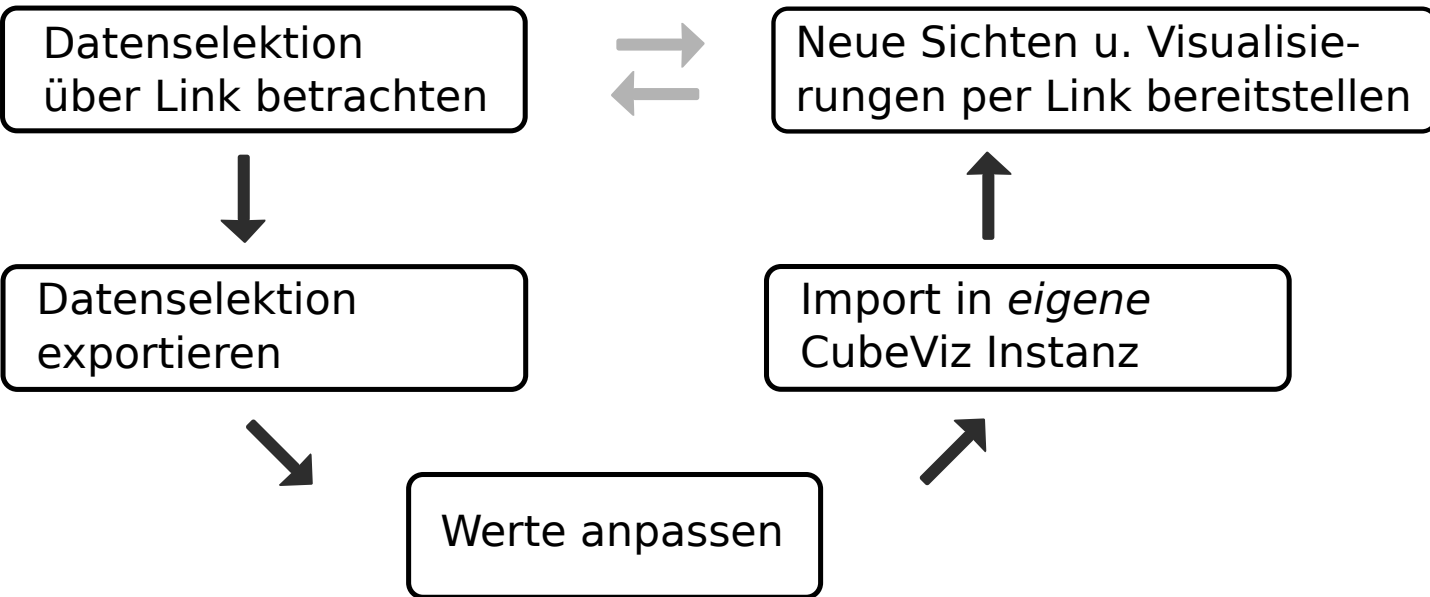 Datenselektion
über Link betrachten
Neue Sichten u. Visualisie-
rungen per Link bereitstellen
Datenselektion
exportieren
Import in eigene
CubeViz Instanz
Werte anpassen